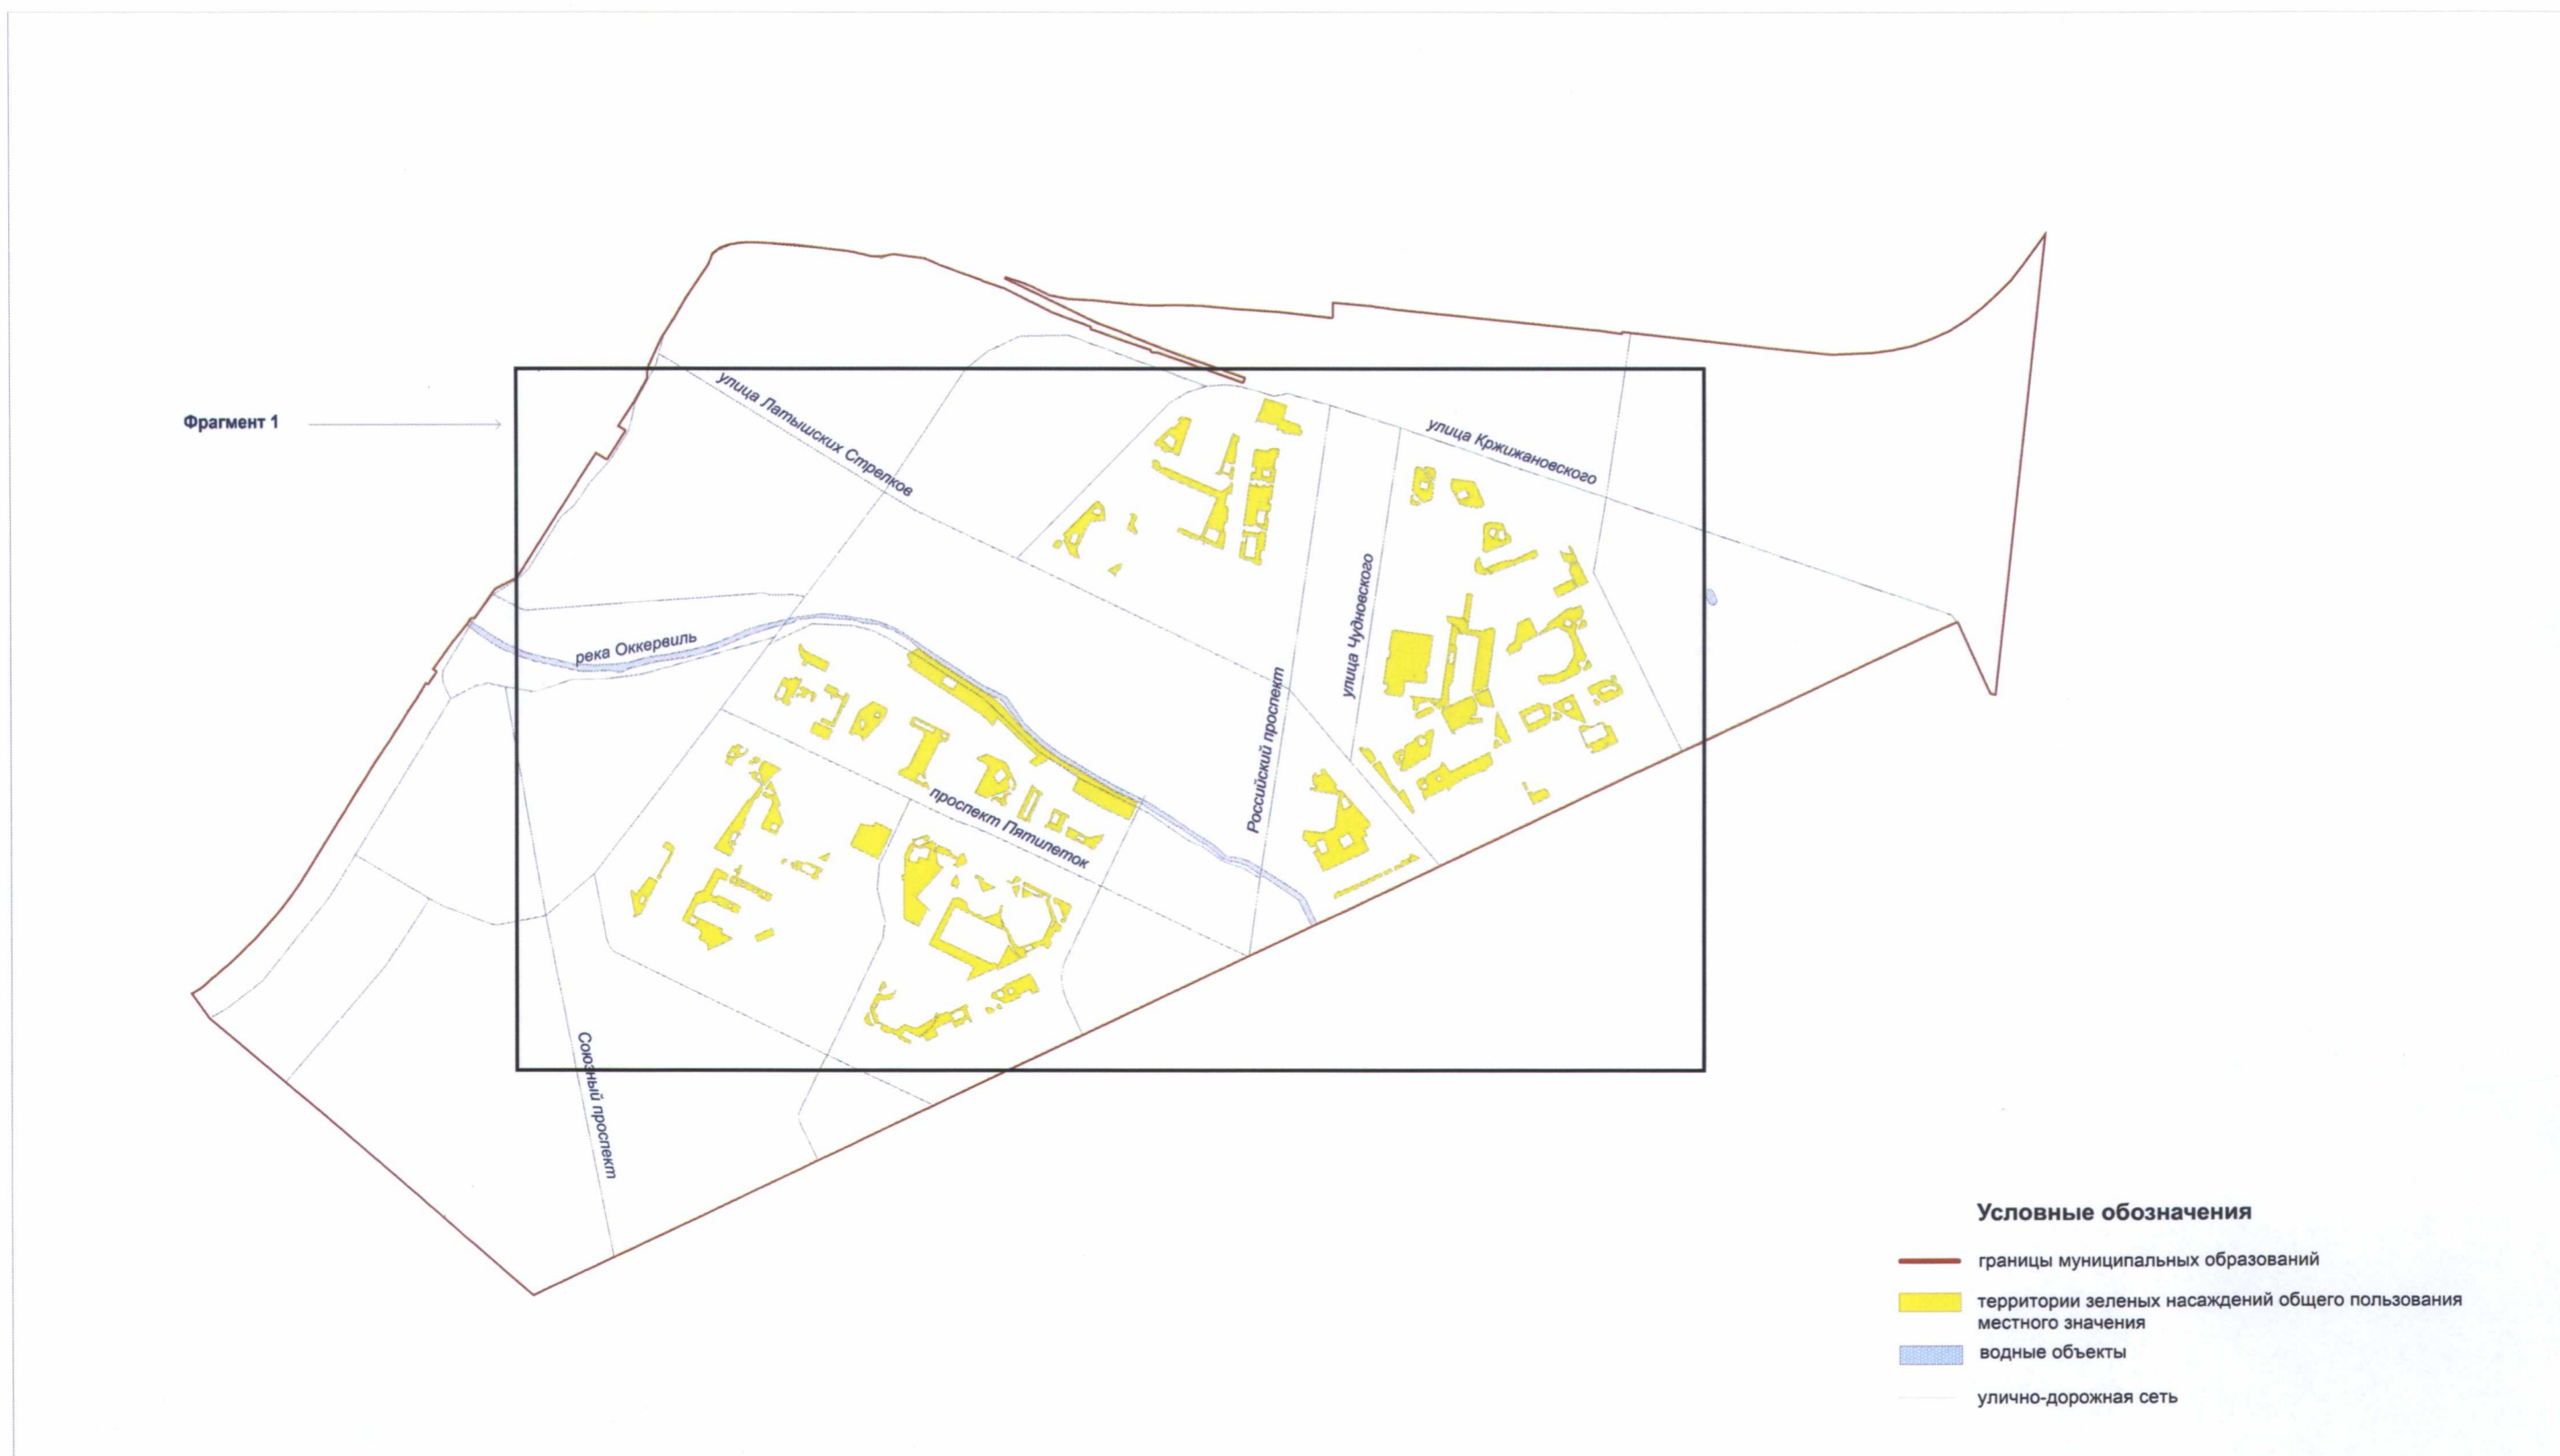 Фрагмент 1
улица Латышских Стрелков
улица Кржижановского
улица Чудновского
река Оккервиль
Российский проспект
проспект Пятилеток
Союзный проспект
Условные обозначения
границы муниципальных образований
территории зеленых насаждений общего пользования
местного значения
водные объекты
улично-дорожная сеть